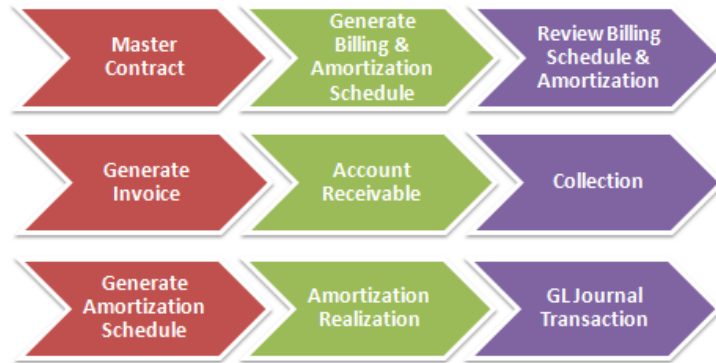 Master
Contract
Generate
Billing &
Amortization
Schedule
Review Billing
Schedule &
Amortization
Generate
Invoice
Account
Receivable
Collection
Generate
Amortization
Schedule
Amortization
Realization
GL Journal
Transaction